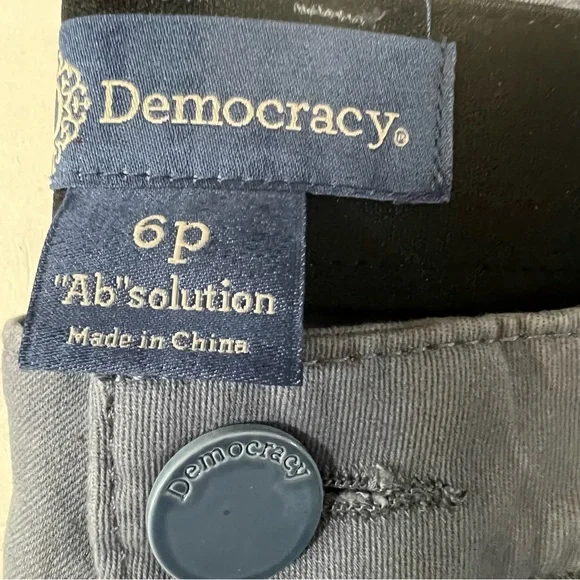 Democracy®
6P
"Ab"solution
Made in China
Democracy